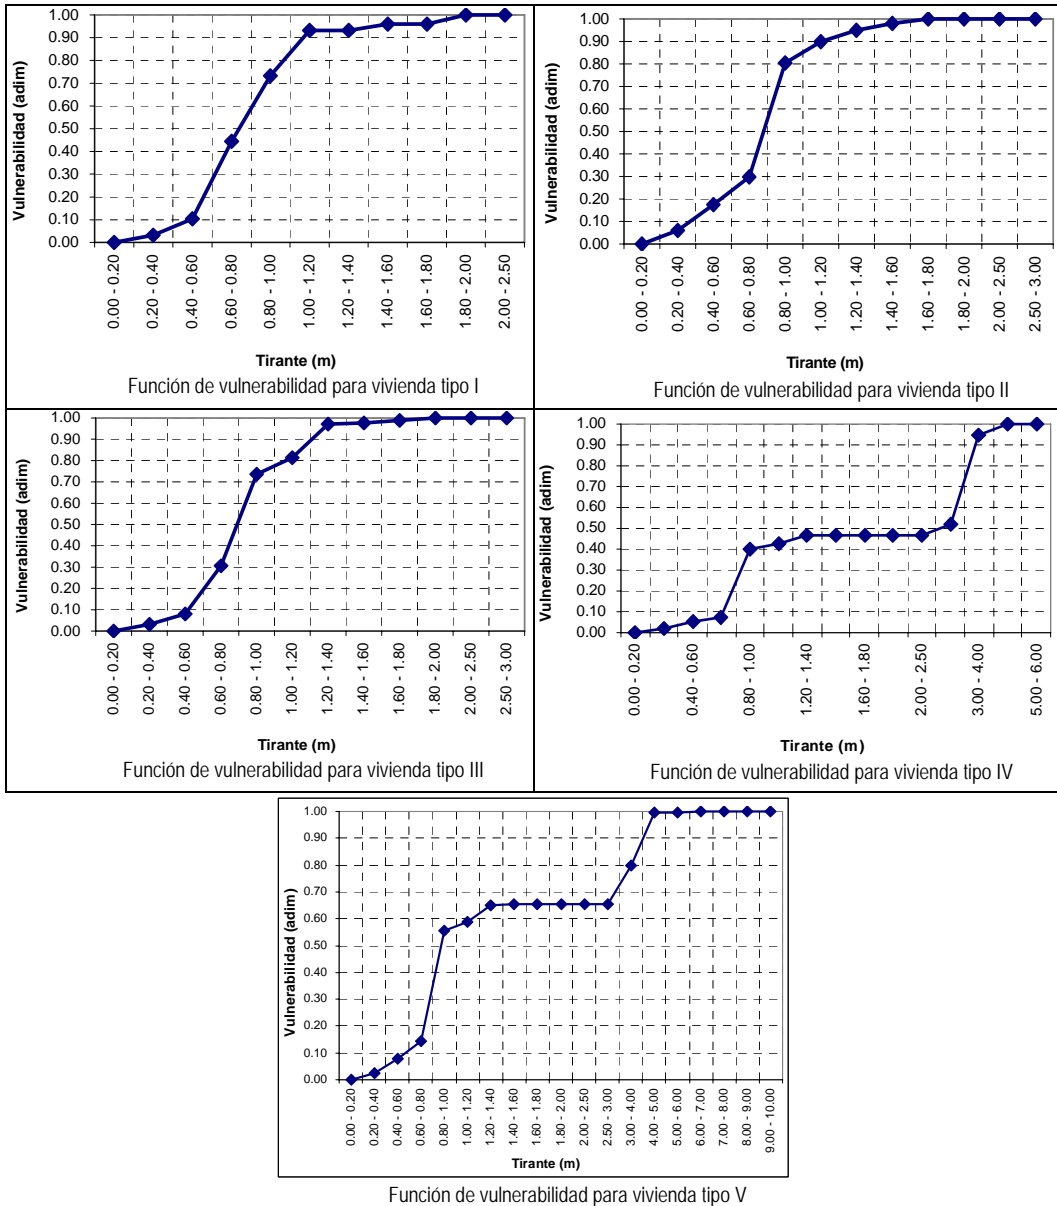 1.00
0.90
0.80
0.70
0.60
0.50
0.40
0.30
0.20
0.10
0.00
Vulnerabilidad (adim)
0.00 - 0.20
0.20 - 0.40
0.40 - 0.60
0.60 - 0.80
0.80 - 1.00
1.00 - 1.20
1.20 - 1.40
1.40 - 1.60
1.60 - 1.80
1.80 - 2.00
2.00 - 2.50
Tirante (m)
Función de vulnerabilidad para vivienda tipo I
1.00
0.90
0.80
0.70
0.60
0.50
0.40
0.30
0.20
0.10
0.00
Vulnerabilidad (adim)
0.00 - 0.20
0.20 - 0.40
0.40 - 0.60
0.60 - 0.80
0.80 - 1.00
1.00 - 1.20
1.20 - 1.40
1.40 - 1.60
1.60 - 1.80
1.80 - 2.00
2.00 - 2.50
2.50 - 3.00
Tirante (m)
Función de vulnerabilidad para vivienda tipo II
1.00
0.90
0.80
0.70
0.60
0.50
0.40
0.30
0.20
0.10
0.00
Vulnerabilidad (adim)
0.00 - 0.20
0.20 - 0.40
0.40 - 0.60
0.60 - 0.80
0.80 - 1.00
1.00 - 1.20
1.20 - 1.40
1.40 - 1.60
1.60 - 1.80
1.80 - 2.00
2.00 - 2.50
2.50 - 3.00
Tirante (m)
Función de vulnerabilidad para vivienda tipo III
1.00
0.90
0.80
0.70
0.60
0.50
0.40
0.30
0.20
0.10
0.00
Vulnerabilidad (adim)
0.00 - 0.20
0.40 - 0.60
0.80 - 1.00
1.20 - 1.40
1.60 - 1.80
2.00 - 2.50
3.00 - 4.00
5.00 - 6.00
Tirante (m)
Función de vulnerabilidad para vivienda tipo IV
1.00
0.90
0.80
0.70
0.60
0.50
0.40
0.30
0.20
0.10
0.00
Vulnerabilidad (adim)
0.00 - 0.20
0.20 - 0.40
0.40 - 0.60
0.60 - 0.80
0.80 - 1.00
1.00 - 1.20
1.20 - 1.40
1.40 - 1.60
1.60 - 1.80
1.80 - 2.00
2.00 - 2.50
2.50 - 3.00
3.00 - 4.00
4.00 - 5.00
5.00 - 6.00
6.00 - 7.00
7.00 - 8.00
8.00 - 9.00
9.00 - 10.00
Tirante (m)
Función de vulnerabilidad para vivienda tipo V